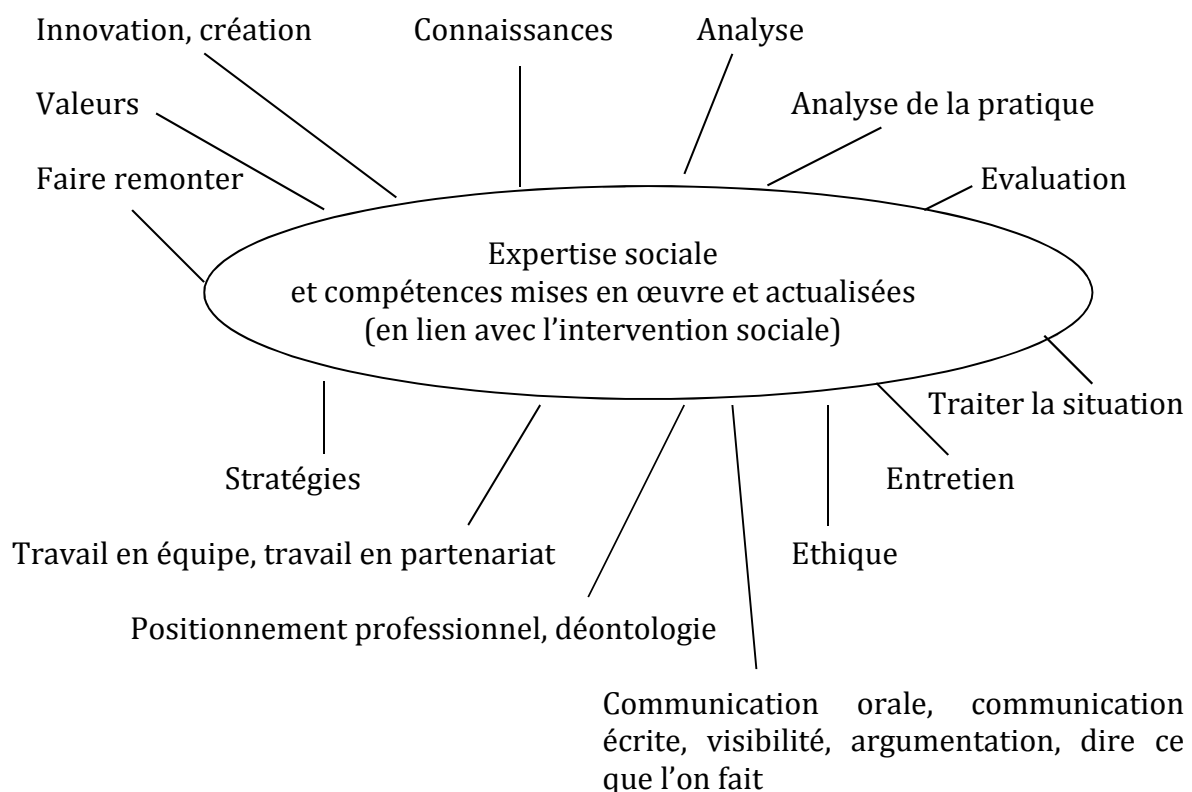 Innovation, création
Connaissances
Analyse
Valeurs
Analyse de la pratique
Faire remonter
Evaluation
Expertise sociale
et compétences mises en œuvre et actualisées
(en lien avec l’intervention sociale)
Traiter la situation
Stratégies
Entretien
Travail en équipe, travail en partenariat
Ethique
Positionnement professionnel, déontologie
Communication orale, communication
écrite, visibilité, argumentation, dire ce
que l’on fait